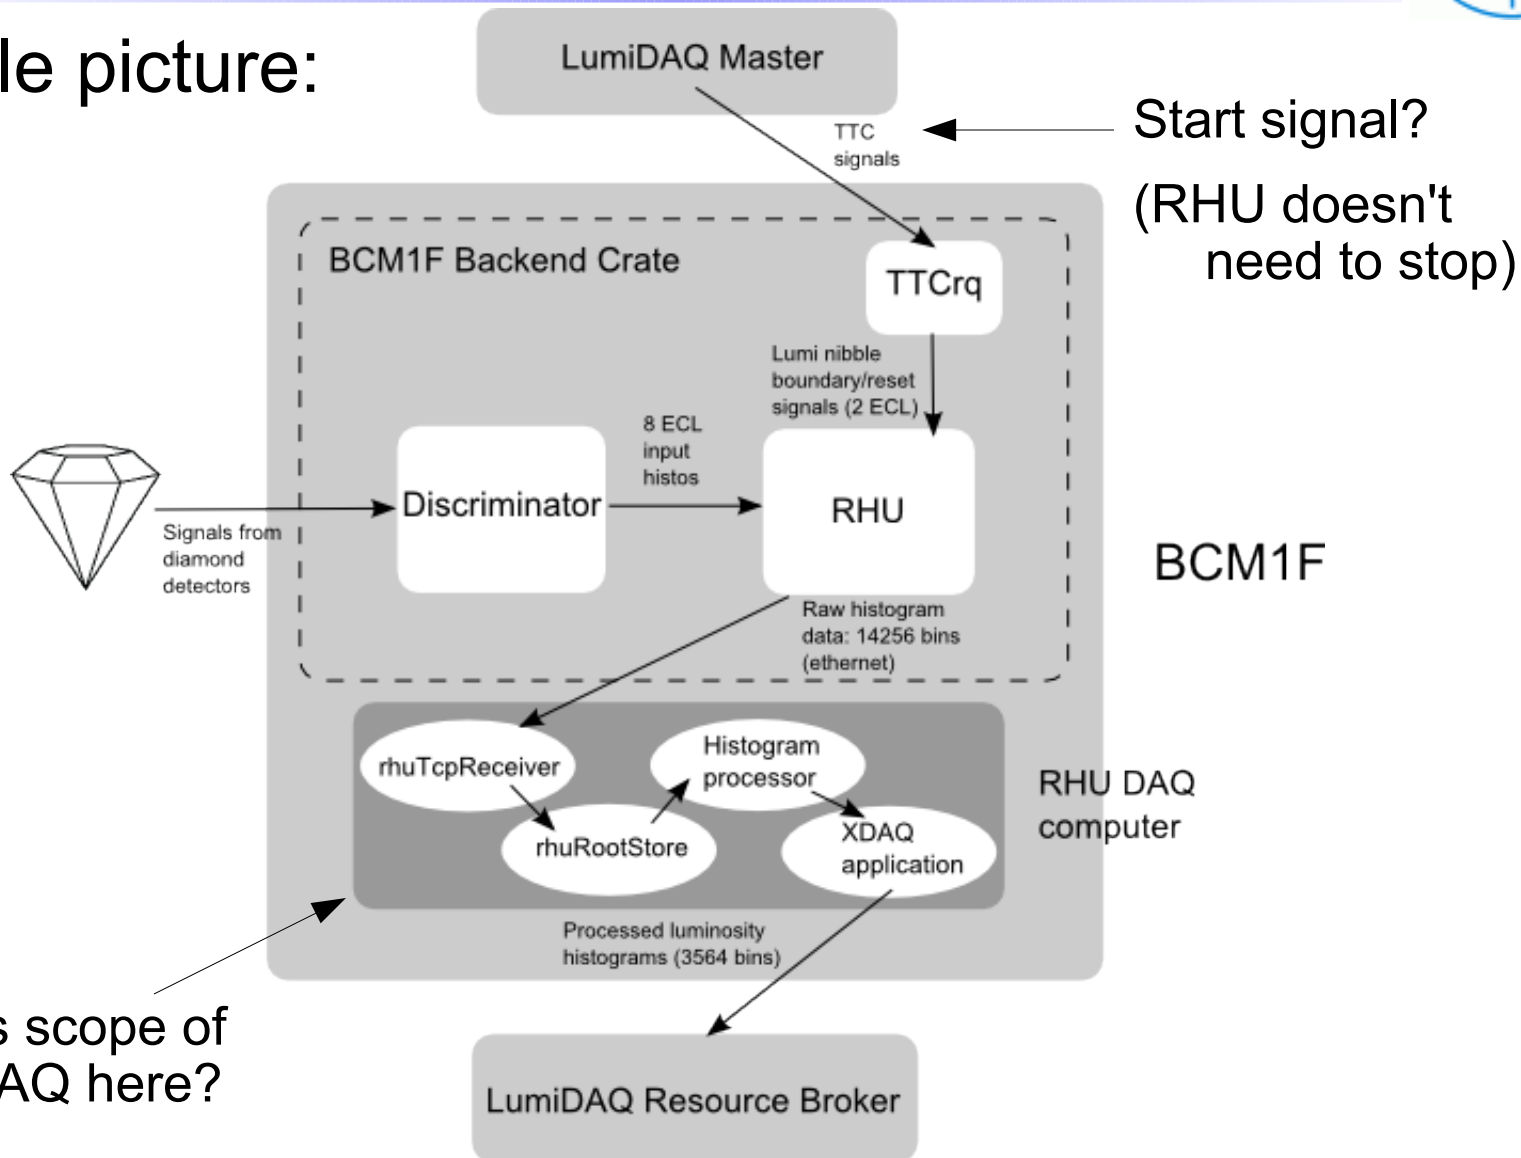 le picture:
LumiDAQ Master
TTC
signals
Start signal?
(RHU doesn't
need to stop)
BCM1F Backend Crate
TTCrq
Lumi nibble
boundary/reset
signals (2 ECL)
8 ECL
input
histos
Discriminator
RHU
Signals from
diamond
detectors
BCM1F
Raw histogram
data: 14256 bins
(ethernet)
rhuTcpReceiver
Histogram
processor
rhuRootStore
XDAQ
application
RHU DAQ
computer
Processed luminosity
histograms (3564 bins)
s scope of
AQ here?
LumiDAQ Resource Broker